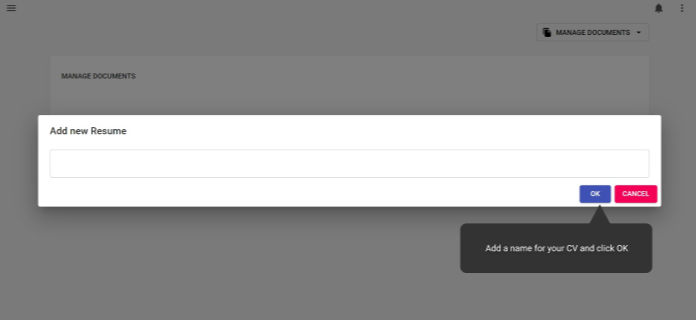 MANAGE DOCUMENTS
MANAGE DOCUMENTS
Add new Resume
OK CANCEL
Add a name for your CV and click OK